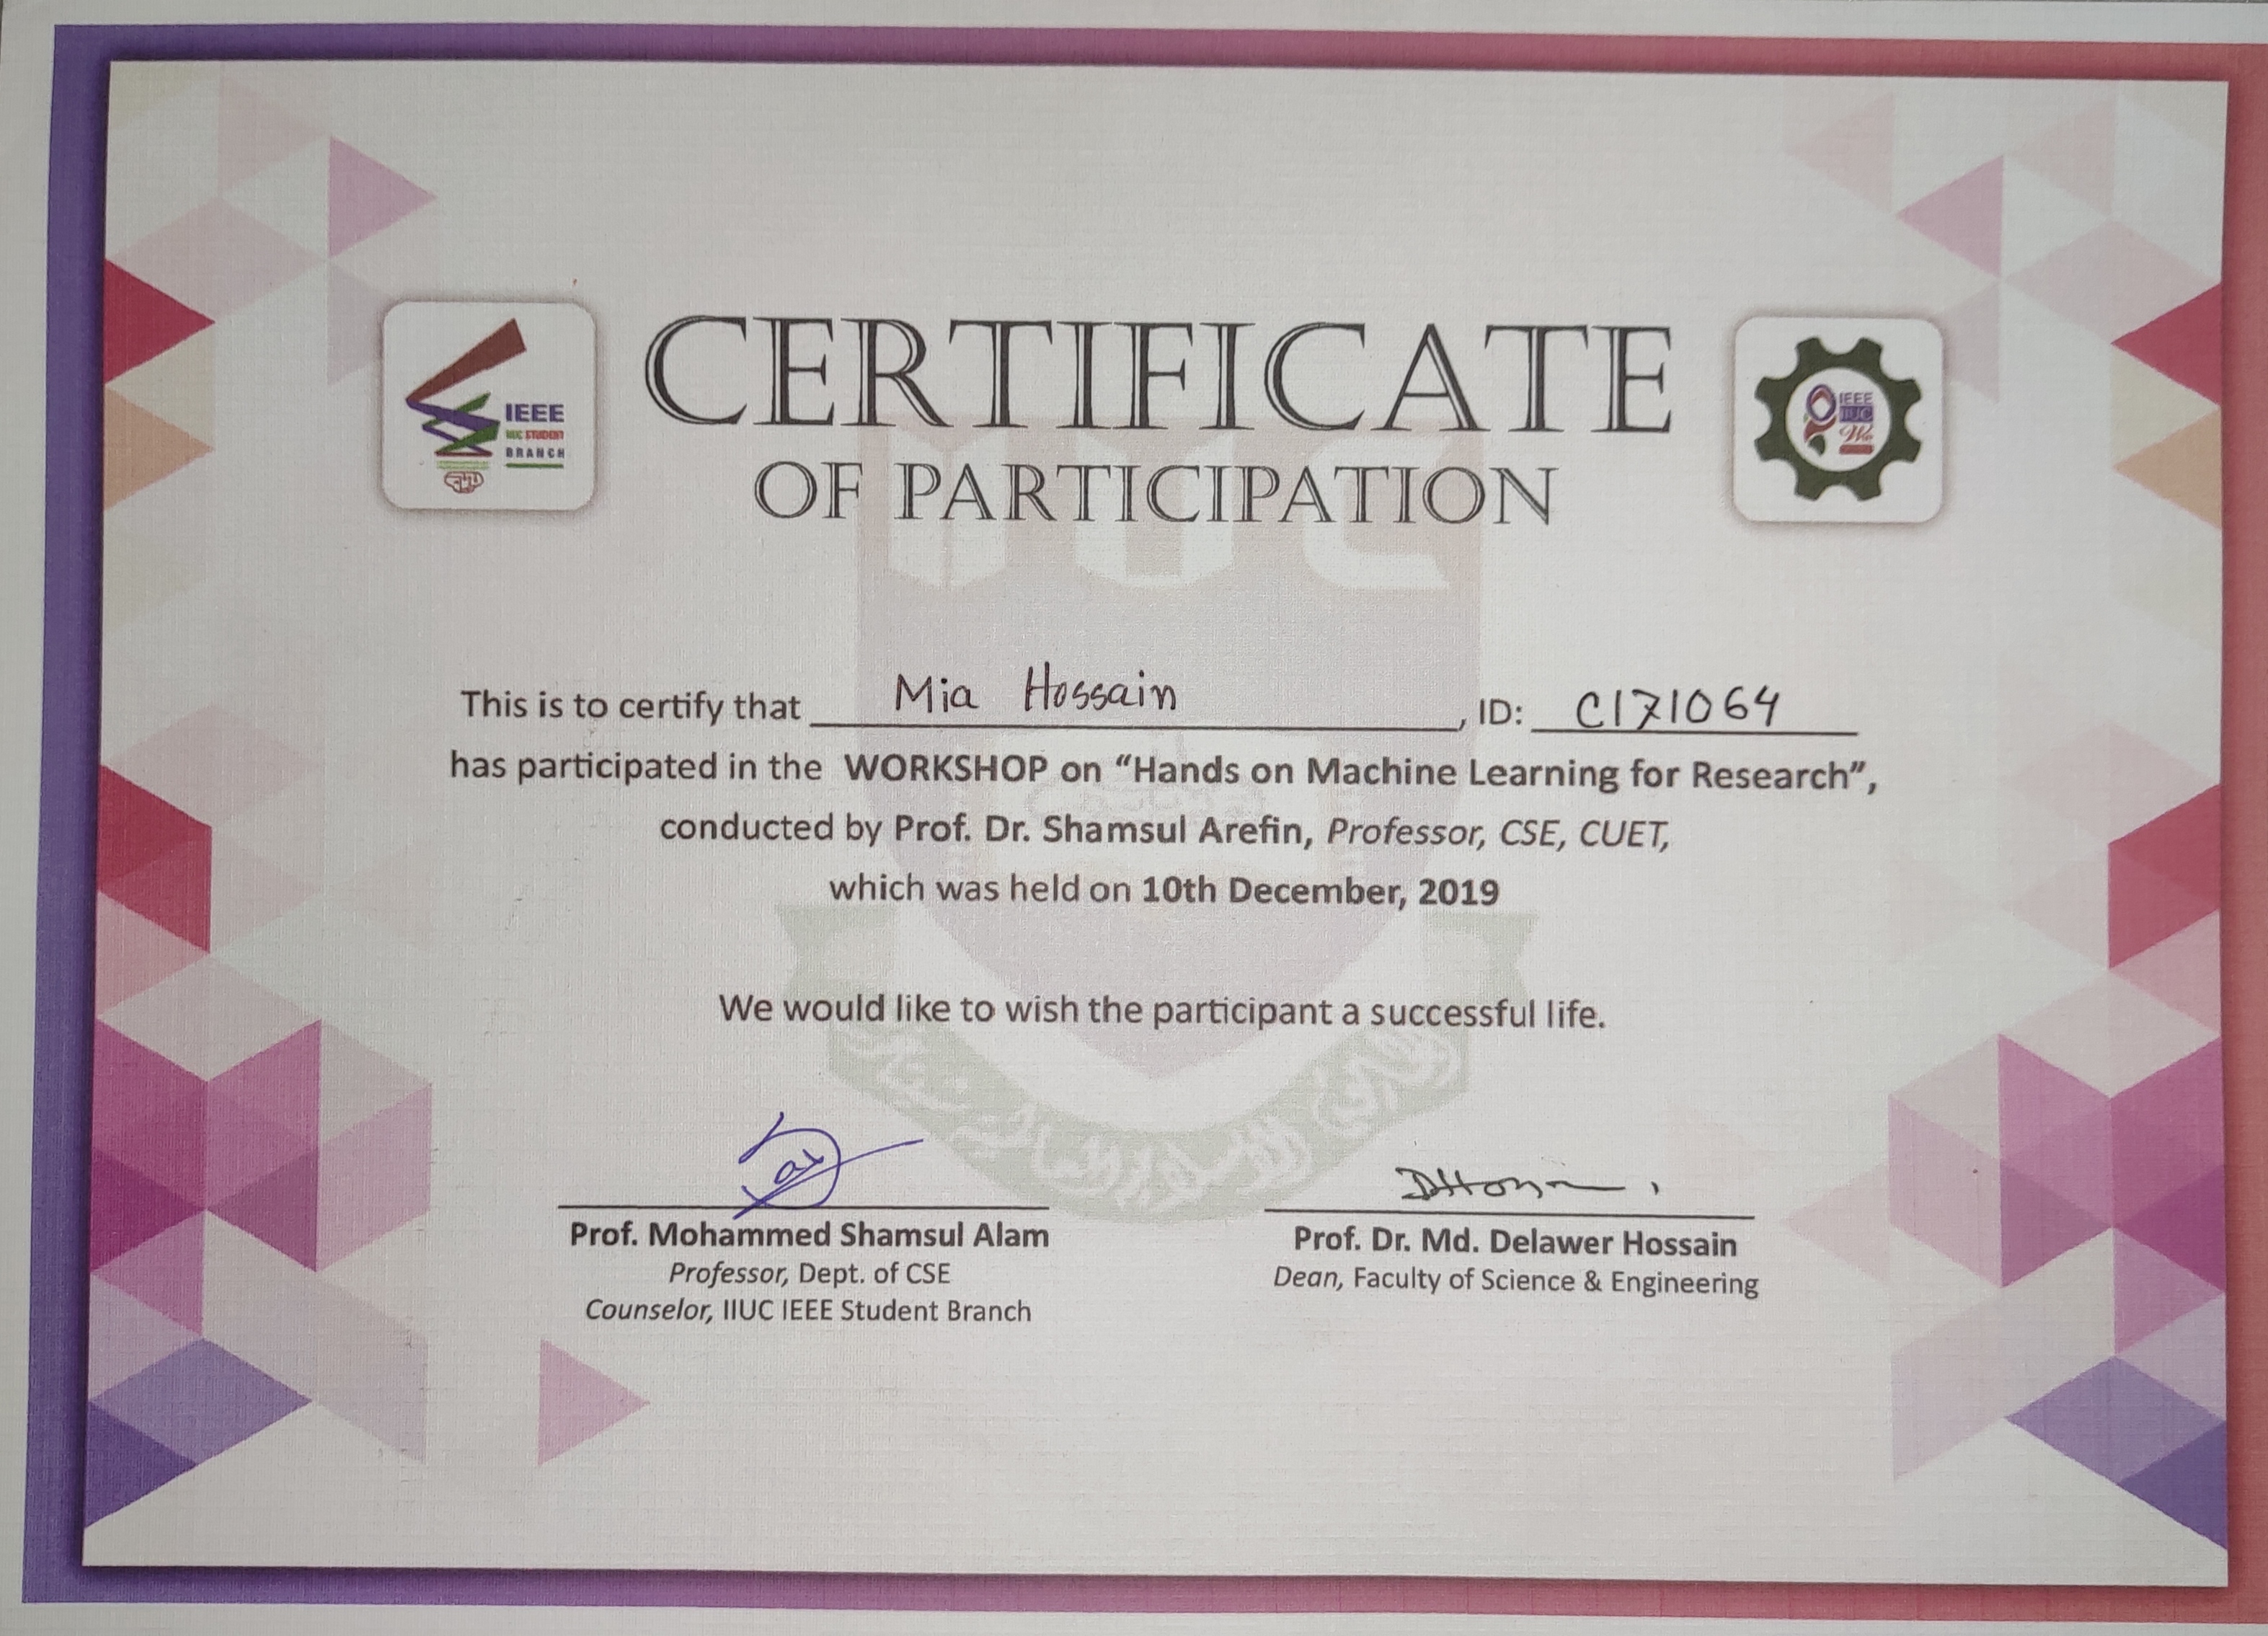 IEEE
IIUC STUDENT
BRANCH
CERTIFICATE
OF PARTICIPATION
IEEE
IIUC
IIUC
This is to certify that Mia Hossain, ID: C171064
has participated in the WORKSHOP on “Hands on Machine Learning for Research”,
conducted by Prof. Dr. Shamsul Arefin, Professor, CSE, CUET,
which was held on 10th December, 2019
We would like to wish the participant a successful life.
Prof. Mohammed Shamsul Alam
Professor, Dept. of CSE
Counselor, IIUC IEEE Student Branch
DHossain
Prof. Dr. Md. Delawer Hossain
Dean, Faculty of Science & Engineering